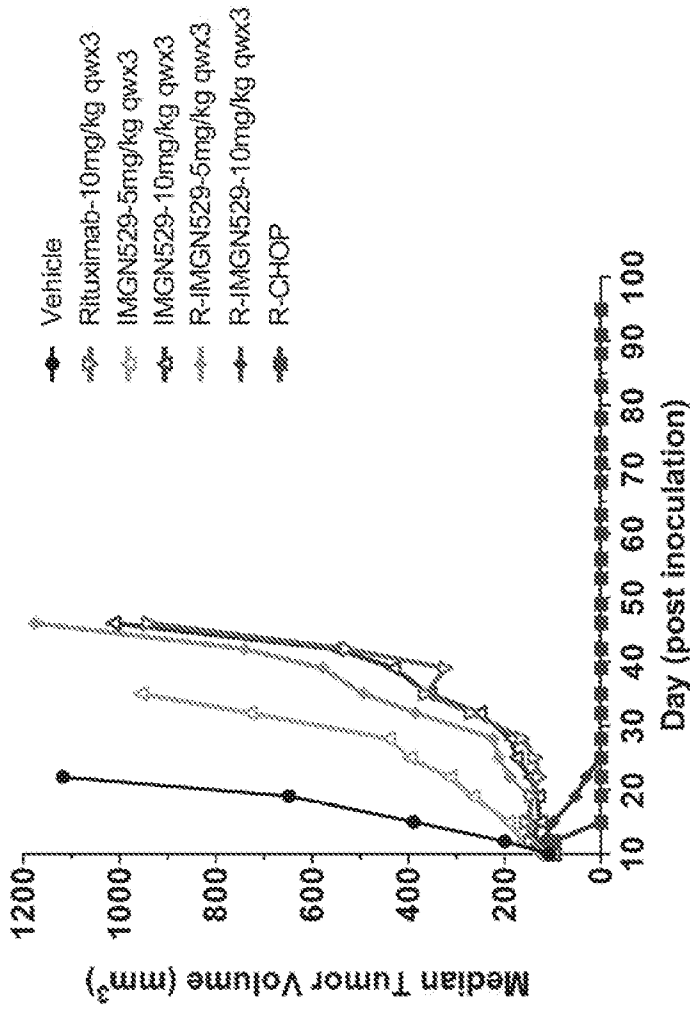 Median Tumor Volume (mm³)
1200
1000
800
600
400
200
0
10
20
30
40
50
60
70
80
90
100
Day (post inoculation)
Vehicle
Rituximab-10mg/kg qwx3
IMGN529-5mg/kg qwx3
IMGN529-10mg/kg qwx3
R-IMGN529-5mg/kg qwx3
R-IMGN529-10mg/kg qwx3
R-CHOP